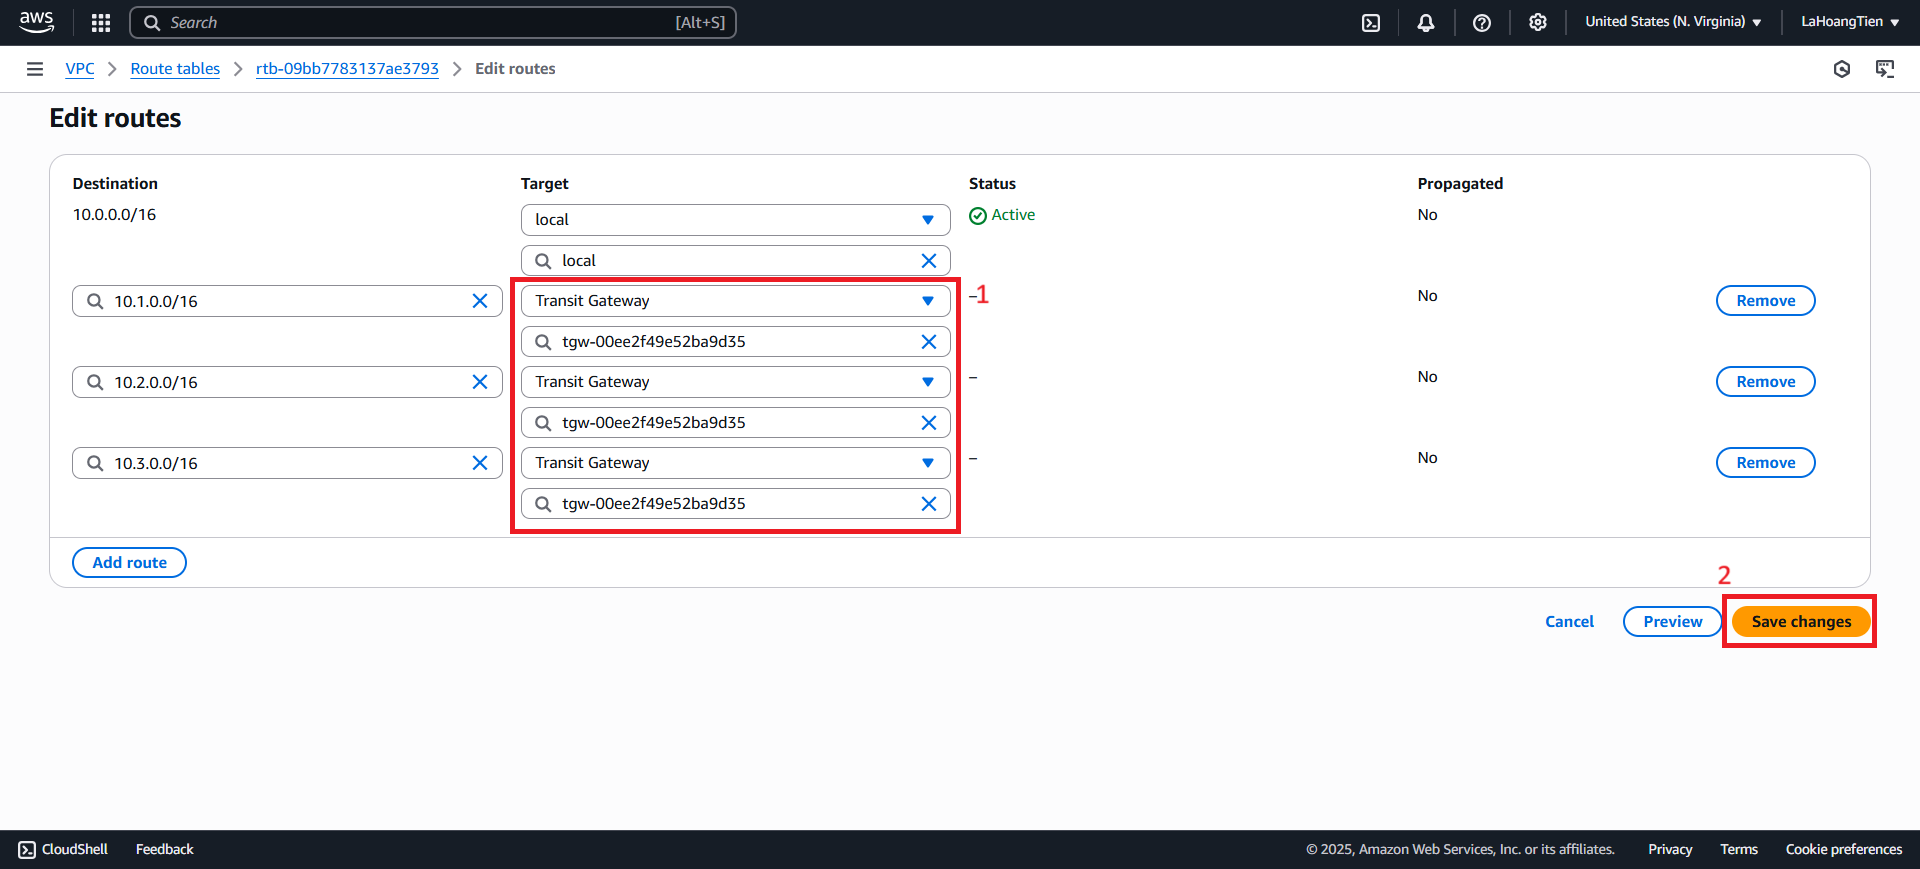 aws
Search [Alt+S]
United States (N. Virginia)
LaHoangTien
VPC
Route tables
rtb-09bb7783137ae3793
Edit routes
Edit routes
Destination Target Status Propagated
10.0.0.0/16 local Active No
local
10.1.0.0/16 Transit Gateway –1 No Remove
tgw-00ee2f49e52ba9d35
10.2.0.0/16 Transit Gateway – No Remove
tgw-00ee2f49e52ba9d35
10.3.0.0/16 Transit Gateway – No Remove
tgw-00ee2f49e52ba9d35
Add route
2
Cancel Preview Save changes
CloudShell Feedback © 2025, Amazon Web Services, Inc. or its affiliates. Privacy Terms Cookie preferences